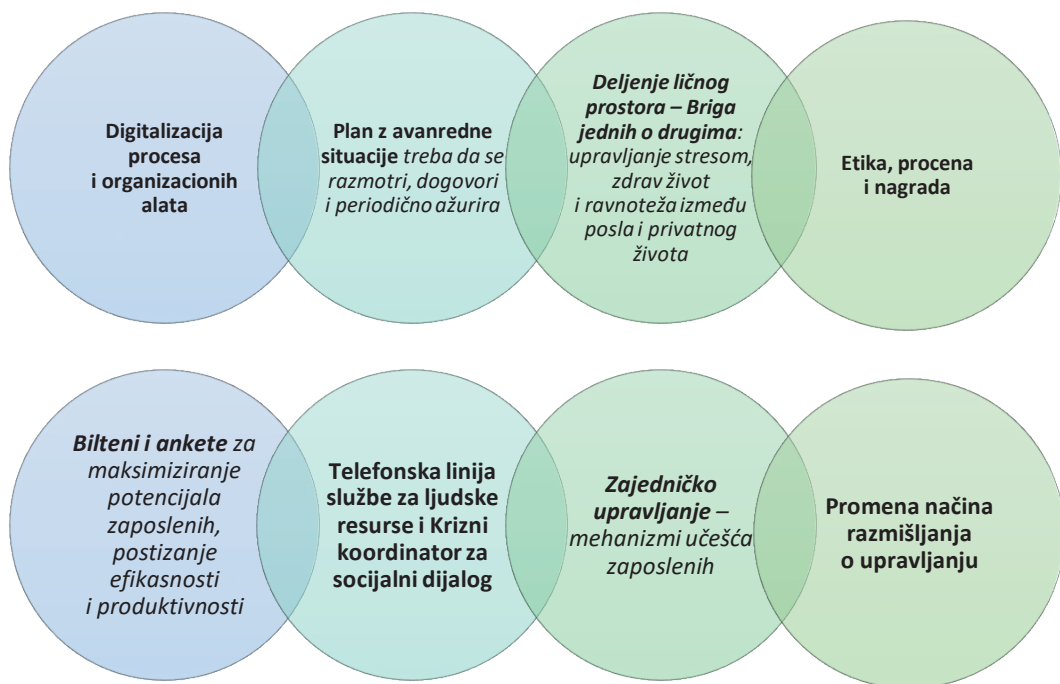 Digitalizacija
procesa
i organizacionih
alata
Plan z avanredne
situacije treba da se
razmotri, dogovori
i periodično ažurira
Deljenje ličnog
prostora – Briga
jednih o drugima:
upravljanje stresom,
zdrav život
i ravnoteža između
posla i privatnog
života
Etika, procena
i nagrada
Bilteni i ankete za
maksimiziranje
potencijala
zaposlenih,
postizanje
efikasnosti
i produktivnosti
Telefonska linija
službe za ljudske
resurse i Krizni
koordinator za
socijalni dijalog
Zajedničko
upravljanje –
mehanizmi učešća
zaposlenih
Promena načina
razmišljanja
o upravljanju